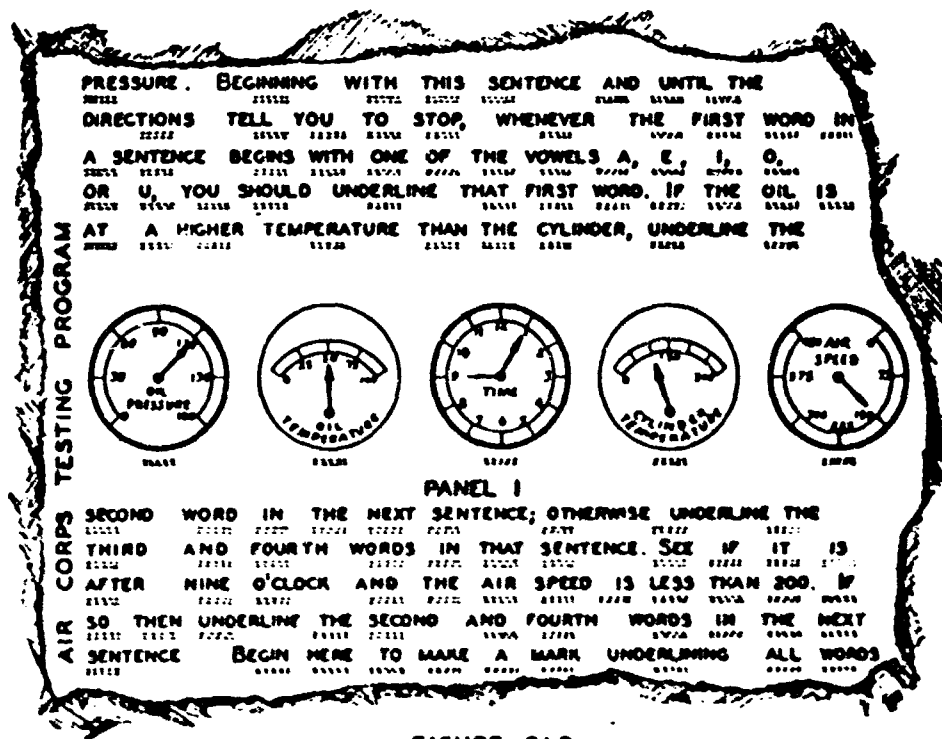 PRESSURE. BEGINNING WITH THIS SENTENCE AND UNTIL THE
DIRECTIONS TELL YOU TO STOP, WHENEVER THE FIRST WORD IN
A SENTENCE BEGINS WITH ONE OF THE VOWELS A, E, I, O,
OR U, YOU SHOULD UNDERLINE THAT FIRST WORD. IF THE OIL IS
AT A HIGHER TEMPERATURE THAN THE CYLINDER, UNDERLINE THE
AIR CORPS TESTING PROGRAM
OIL PRESSURE
OIL TEMPERATURE
TIME
CYLINDER TEMPERATURE
AIR SPEED
PANEL I
SECOND WORD IN THE NEXT SENTENCE; OTHERWISE UNDERLINE THE
THIRD AND FOURTH WORDS IN THAT SENTENCE. SEE IF IT IS
AFTER NINE O'CLOCK AND THE AIR SPEED IS LESS THAN 200. IF
SO THEN UNDERLINE THE SECOND AND FOURTH WORDS IN THE NEXT
SENTENCE BEGIN HERE TO MAKE A MARK UNDERLINING ALL WORDS